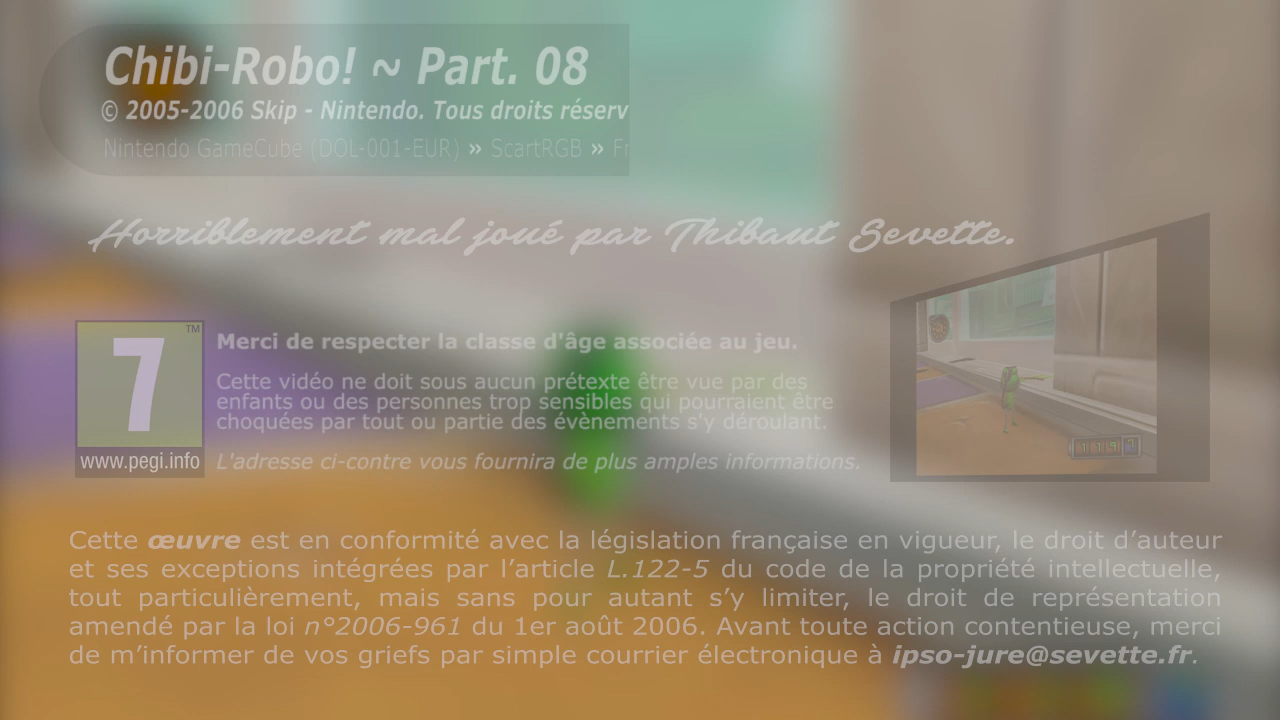 Chibi-Robo! ~ Part. 08
© 2005-2006 Skip - Nintendo. Tous droits réserv
Nintendo GameCube (DOL-001-EUR) » ScartRGB » Fr
Horriblement mal joué par Thibaut Sevette.
7
TM
www.pegi.info
Merci de respecter la classe d'âge associée au jeu.
Cette vidéo ne doit sous aucun prétexte être vue par des
enfants ou des personnes trop sensibles qui pourraient être
choquées par tout ou partie des évènements s'y déroulant.
L'adresse ci-contre vous fournira de plus amples informations.
Cette œuvre est en conformité avec la législation française en vigueur, le droit d’auteur
et ses exceptions intégrées par l’article L.122-5 du code de la propriété intellectuelle,
tout particulièrement, mais sans pour autant s’y limiter, le droit de représentation
amendé par la loi n°2006-961 du 1er août 2006. Avant toute action contentieuse, merci
de m’informer de vos griefs par simple courrier électronique à ipso-jure@sevette.fr.